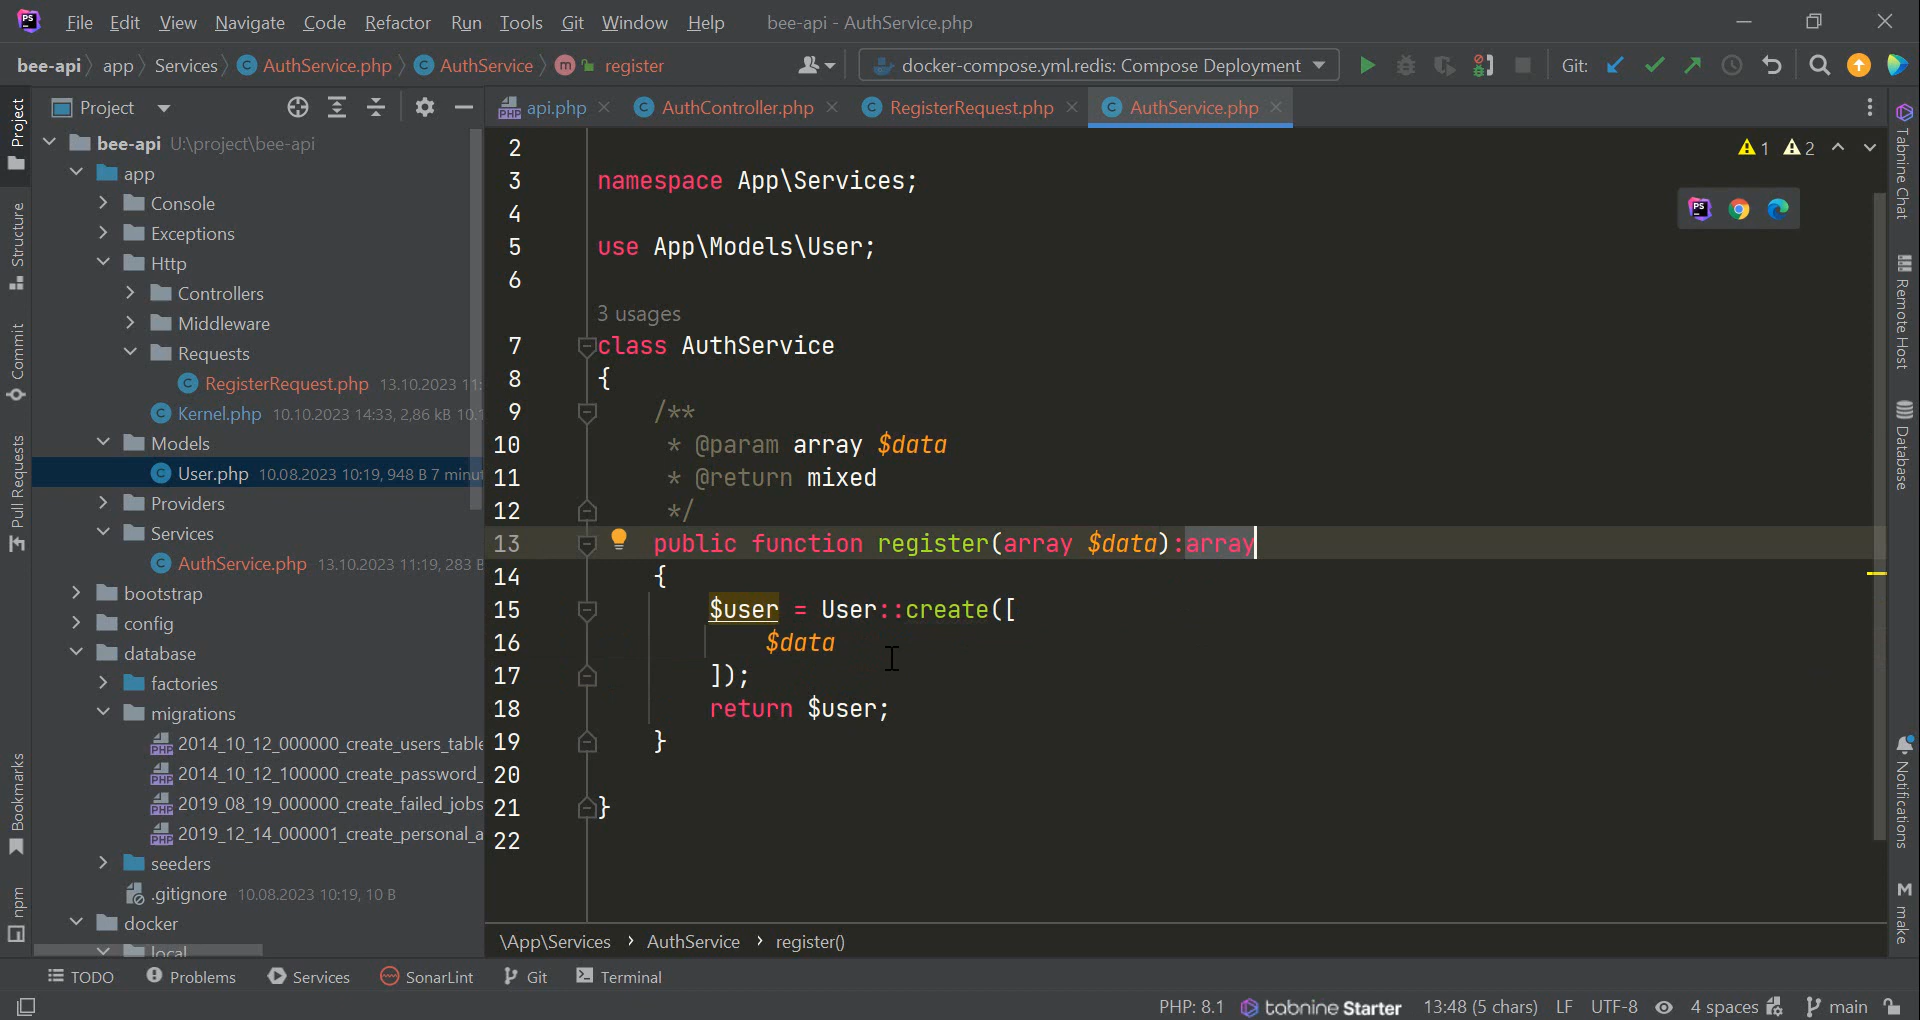 PS File Edit View Navigate Code Refactor Run Tools Git Window Help bee-api - AuthService.php
bee-api app Services AuthService.php AuthService register docker-compose.yml.redis: Compose Deployment Git:
Project
api.php AuthController.php RegisterRequest.php AuthService.php
bee-api U:\project\bee-api
app
Console
Exceptions
Http
Controllers
Middleware
Requests
RegisterRequest.php 13.10.2023 11:
Kernel.php 10.10.2023 14:33, 2,86 kB 10.1
Models
User.php 10.08.2023 10:19, 948 B 7 minut
Providers
Services
AuthService.php 13.10.2023 11:19, 283 B
bootstrap
config
database
factories
migrations
2014_10_12_000000_create_users_table
2014_10_12_100000_create_password_
2019_08_19_000000_create_failed_jobs
2019_12_14_000001_create_personal_a
seeders
.gitignore 10.08.2023 10:19, 10 B
docker
local
Project
Structure
Commit
Pull Requests
Bookmarks
npm
1 2
2
3 namespace App\Services;
4
5 use App\Models\User;
6
3 usages
7 class AuthService
8 {
9 /**
10 * @param array $data
11 * @return mixed
12 */
13 public function register(array $data):array
14 {
15 $user = User::create([
16 $data
17 ]);
18 return $user;
19 }
20
21 }
22
\App\Services › AuthService › register()
Tabnine Chat
Remote Host
Database
Notifications
make
TODO Problems Services SonarLint Git Terminal
PHP: 8.1 tabnine Starter 13:48 (5 chars) LF UTF-8 4 spaces main